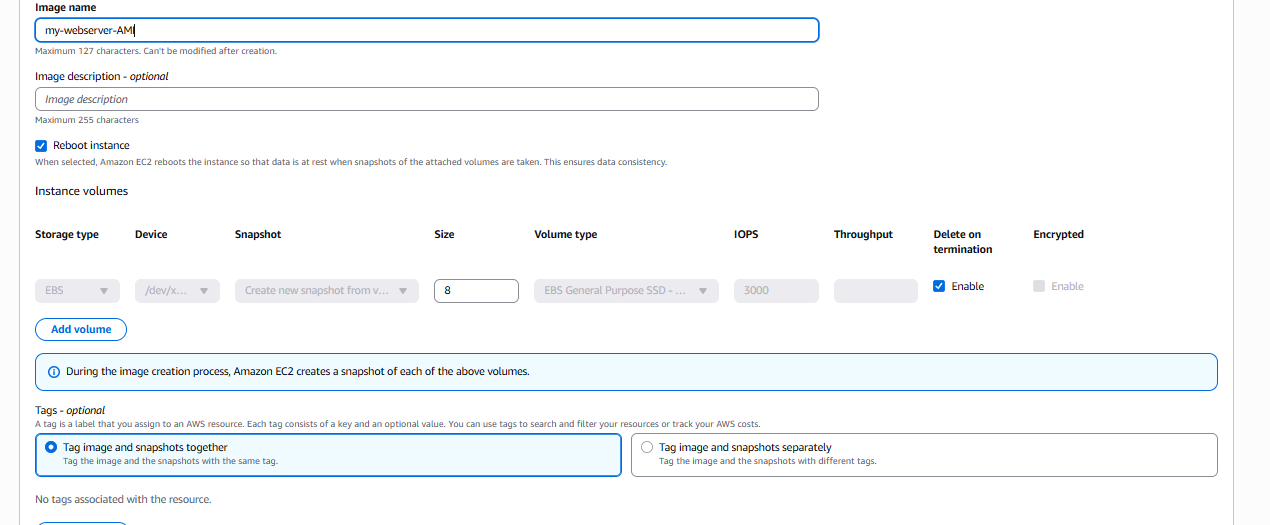 Image name
my-webserver-AMI
Maximum 127 characters. Can't be modified after creation.
Image description - optional
Image description
Maximum 255 characters
Reboot instance
When selected, Amazon EC2 reboots the instance so that data is at rest when snapshots of the attached volumes are taken. This ensures data consistency.
Instance volumes
Storage type Device Snapshot Size Volume type IOPS Throughput Delete on termination Encrypted
EBS /dev/x... Create new snapshot from v... 8 EBS General Purpose SSD - ... 3000 Enable Enable
Add volume
During the image creation process, Amazon EC2 creates a snapshot of each of the above volumes.
Tags - optional
A tag is a label that you assign to an AWS resource. Each tag consists of a key and an optional value. You can use tags to search and filter your resources or track your AWS costs.
Tag image and snapshots together Tag image and snapshots separately
Tag the image and the snapshots with the same tag. Tag the image and the snapshots with different tags.
No tags associated with the resource.